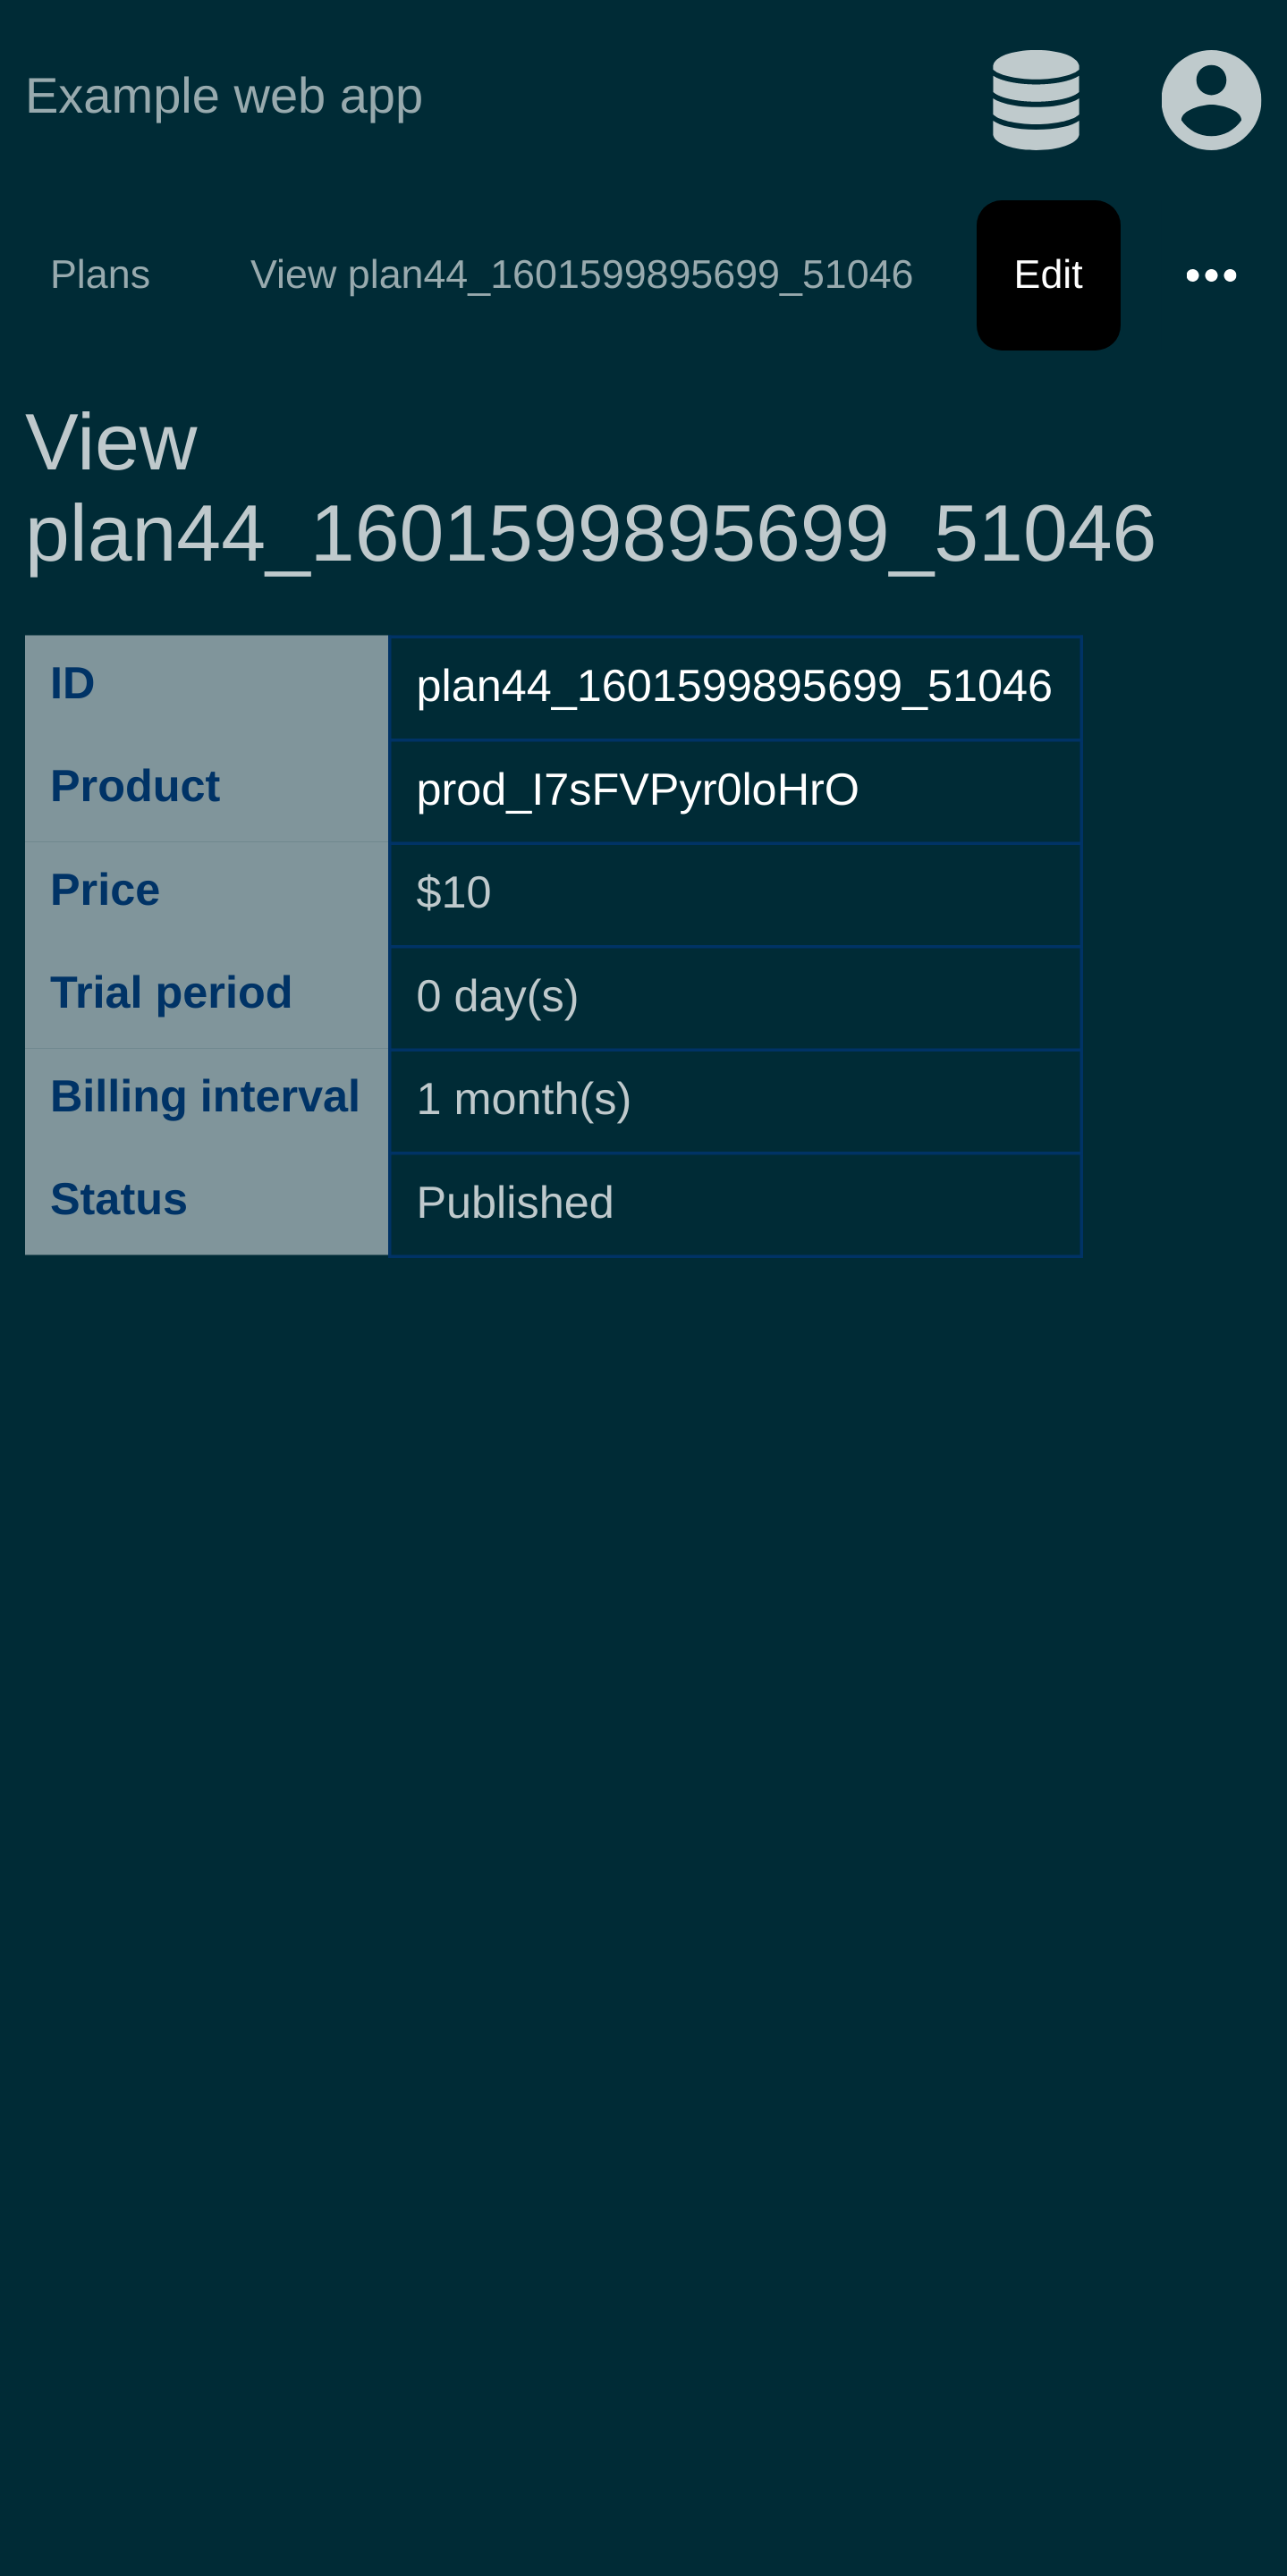 Example web app
Plans View plan44_1601599895699_51046 Edit
View
plan44_1601599895699_51046
ID plan44_1601599895699_51046
Product prod_I7sFVPyr0loHrO
Price $10
Trial period 0 day(s)
Billing interval 1 month(s)
Status Published